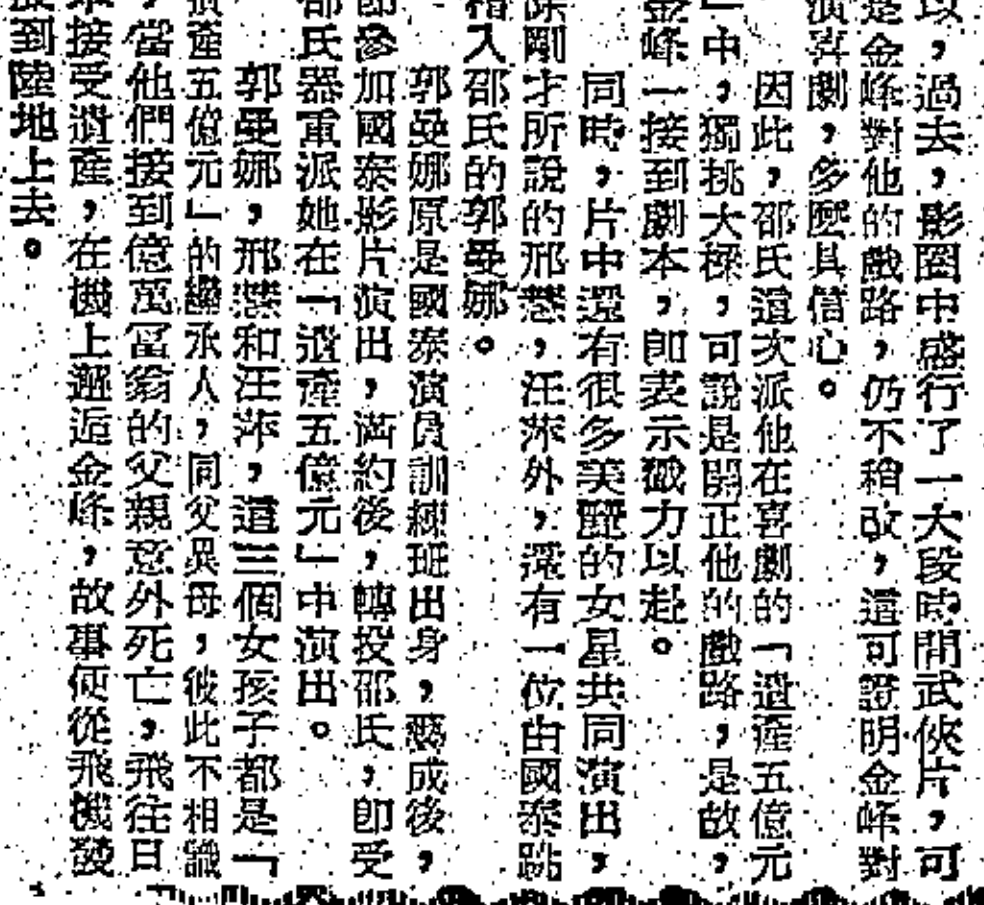 以,過去,影圈中盛行了一大段時間武俠片,可
是金峰對他的戲路,仍不稍改,這可證明金峰對
演喜劇,多麼具信心。
因此,邵氏這次派他在喜劇的「遺產五億元
」中,獨挑大樑,可說是開正他的戲路,是故,
金峰一接到劇本,即表示戮力以赴。
同時,片中還有很多美麗的女星共同演出,
除剛才所說的邢慧,汪萍外,還有一位由國泰跳
入邵氏的郭曼娜。
郭曼娜原是國泰演員訓練班出身,藝成後,
即參加國泰影片演出,滿約後,轉投邵氏,即受
邵氏器重派她在「遺產五億元」中演出。
郭曼娜,邢慧和汪萍,這三個女孩子都是「
遺產五億元」的繼承人,同父異母,彼此不相識
,當他們接到億萬富翁的父親意外死亡,飛往日
本接受遺產,在機上邂逅金峰,故事便從飛機發
到陸地上去。